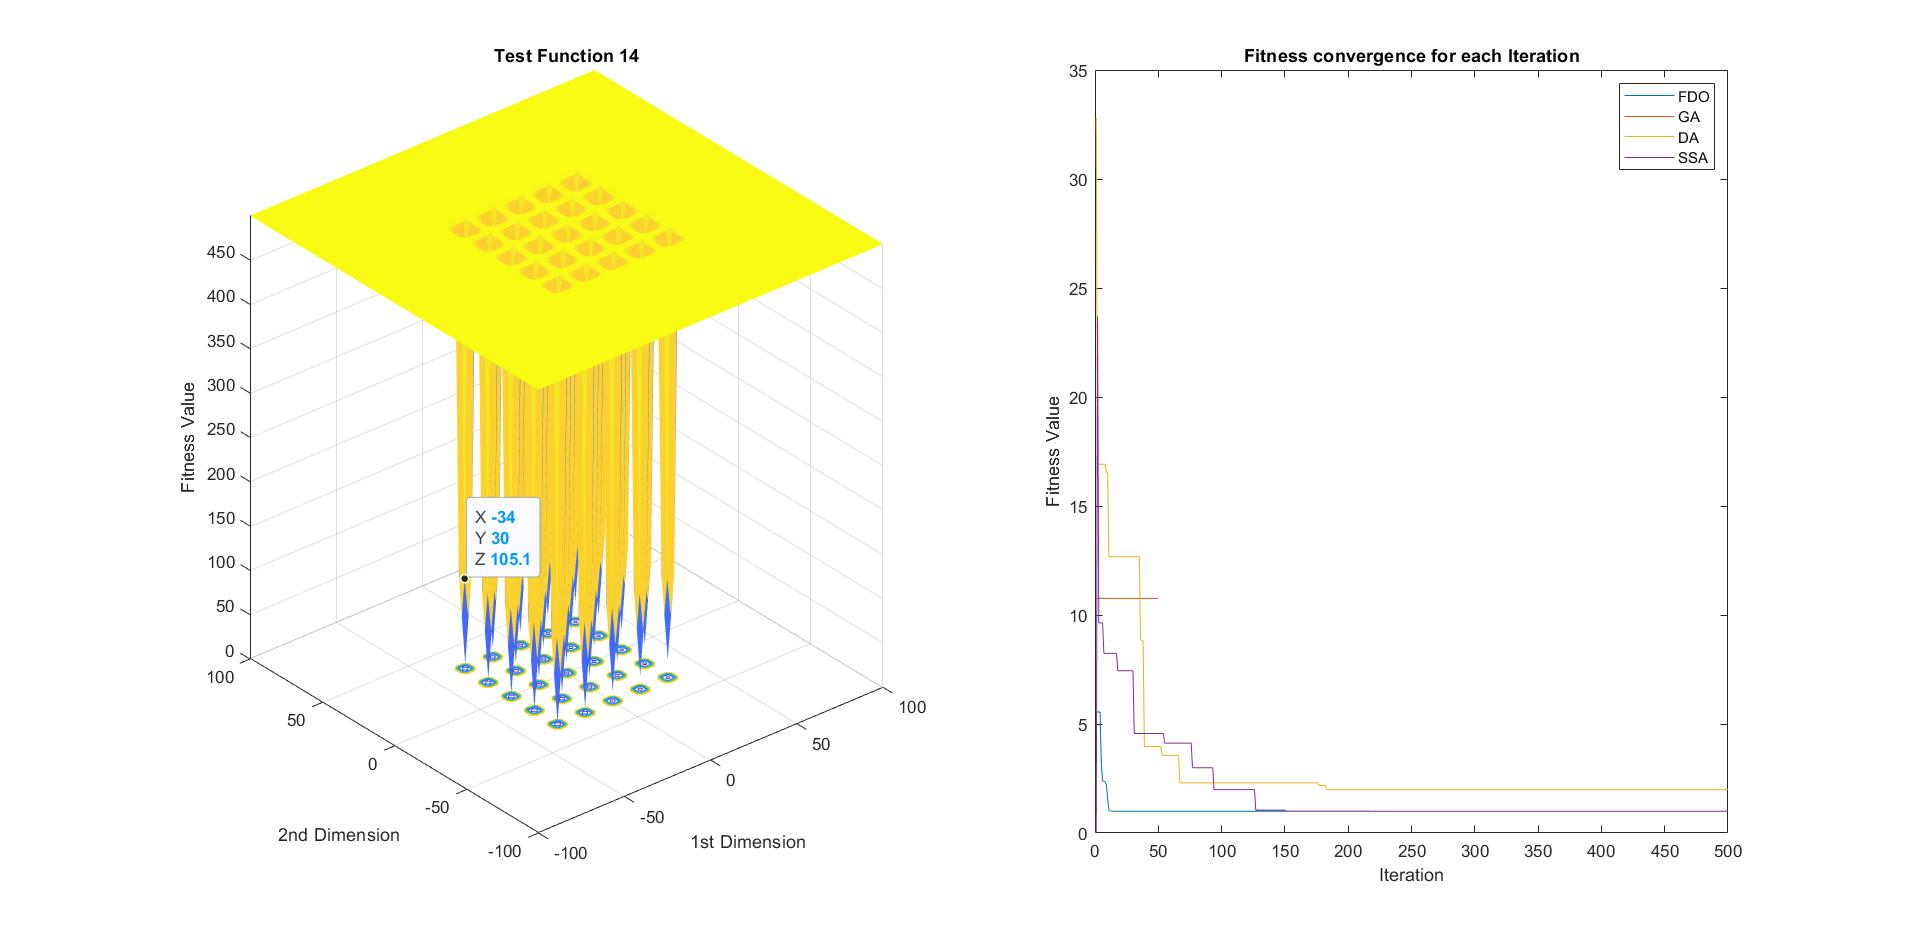 Test Function 14
450
400
350
300
250
200
150
100
50
0
Fitness Value
X -34
Y 30
Z 105.1
100
50
0
-50
-100
2nd Dimension
-100
-50
0
50
100
1st Dimension
Fitness convergence for each Iteration
35
30
25
20
15
10
5
0
Fitness Value
FDO
GA
DA
SSA
0 50 100 150 200 250 300 350 400 450 500
Iteration